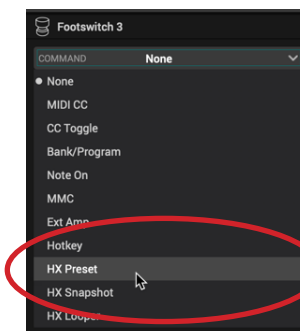 Footswitch 3
COMMAND None
None
MIDI CC
CC Toggle
Bank/Program
Note On
MMC
Ext Amp
Hotkey
HX Preset
HX Snapshot
HX Looper